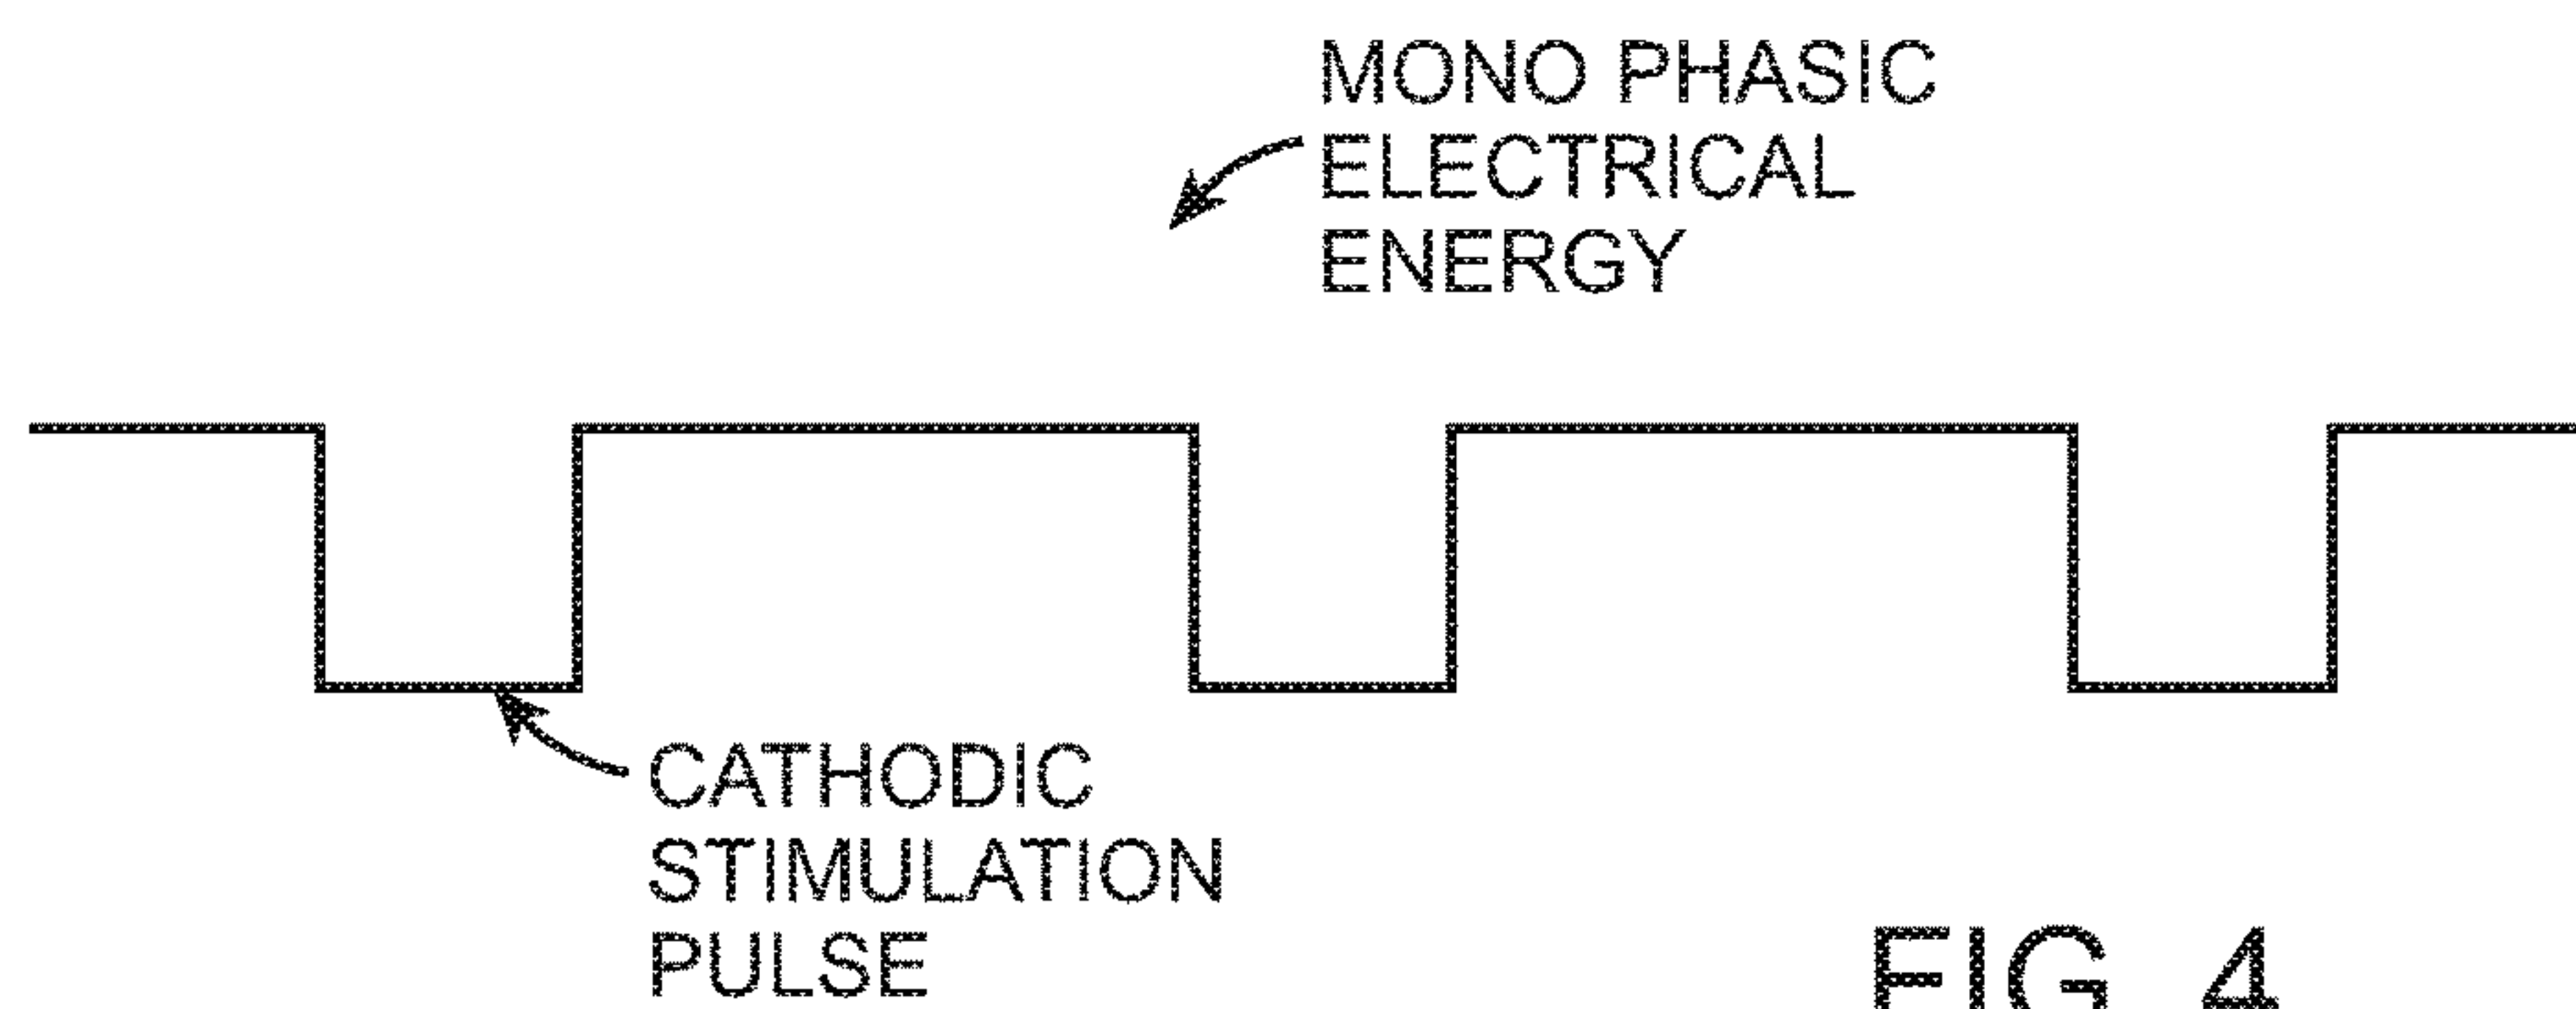 MONO PHASIC
ELECTRICAL
ENERGY
CATHODIC
STIMULATION
PULSE
FIG. 4